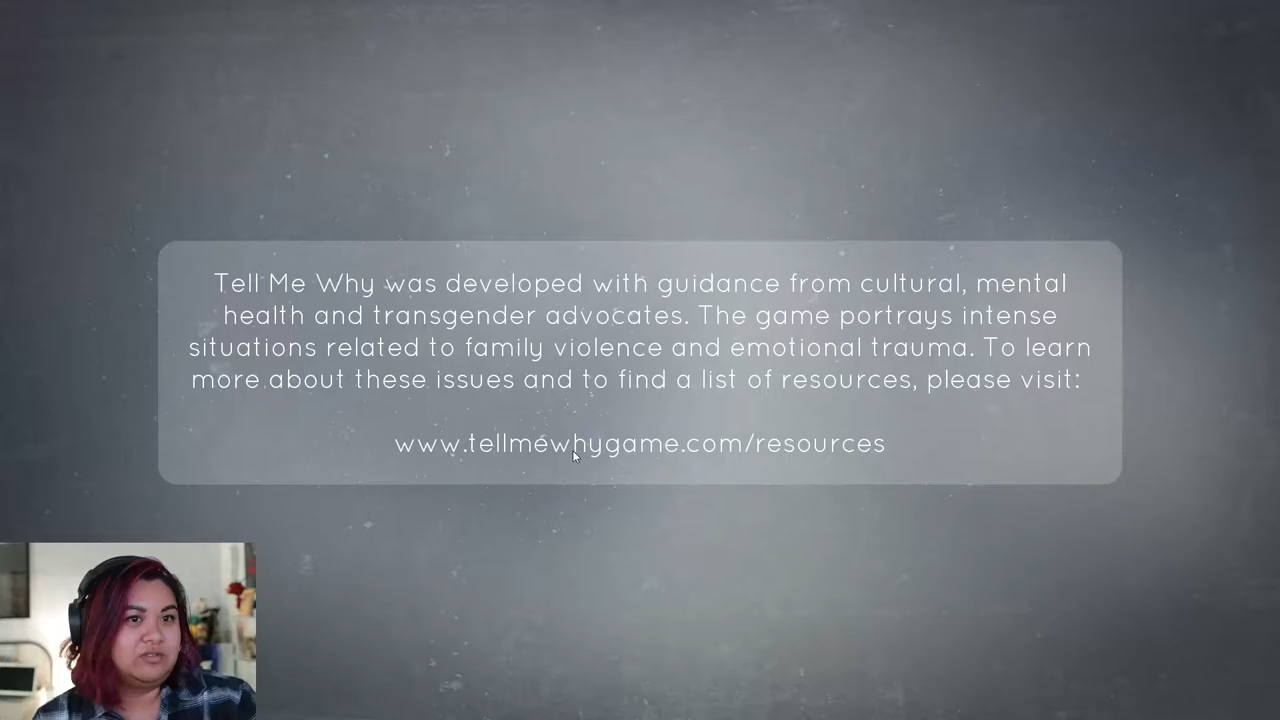 Tell Me Why was developed with guidance from cultural, mental
health and transgender advocates. The game portrays intense
situations related to family violence and emotional trauma. To learn
more about these issues and to find a list of resources, please visit:
www.tellmewhygame.com/resources